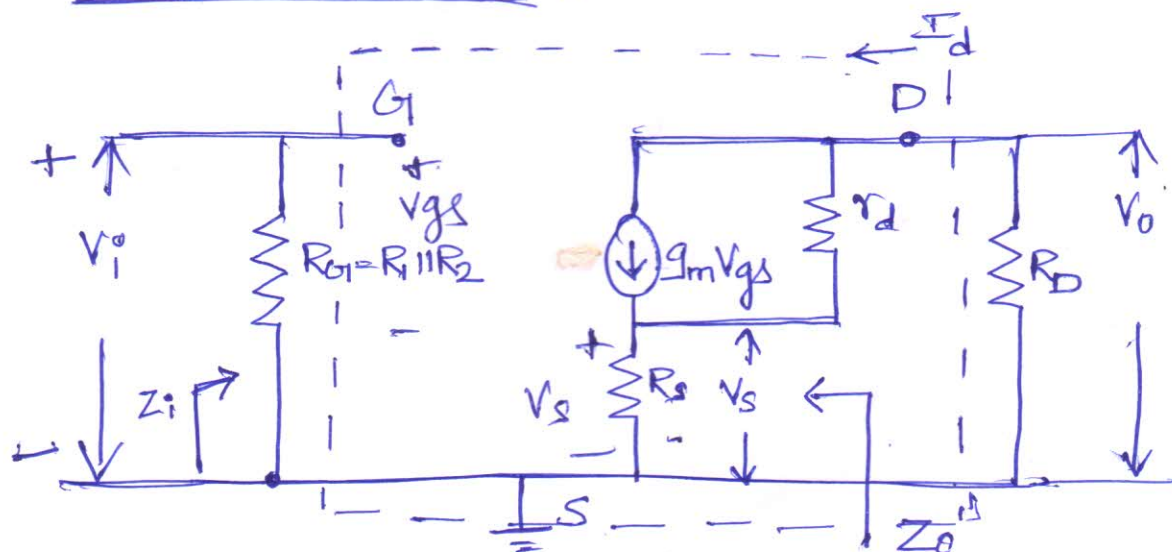 Id
G D
+ + 
Vi vgs rd Vo
RG=R1||R2 gmVgs RD
-
+
Zi Vs Rs Vs
- - -
S Zo